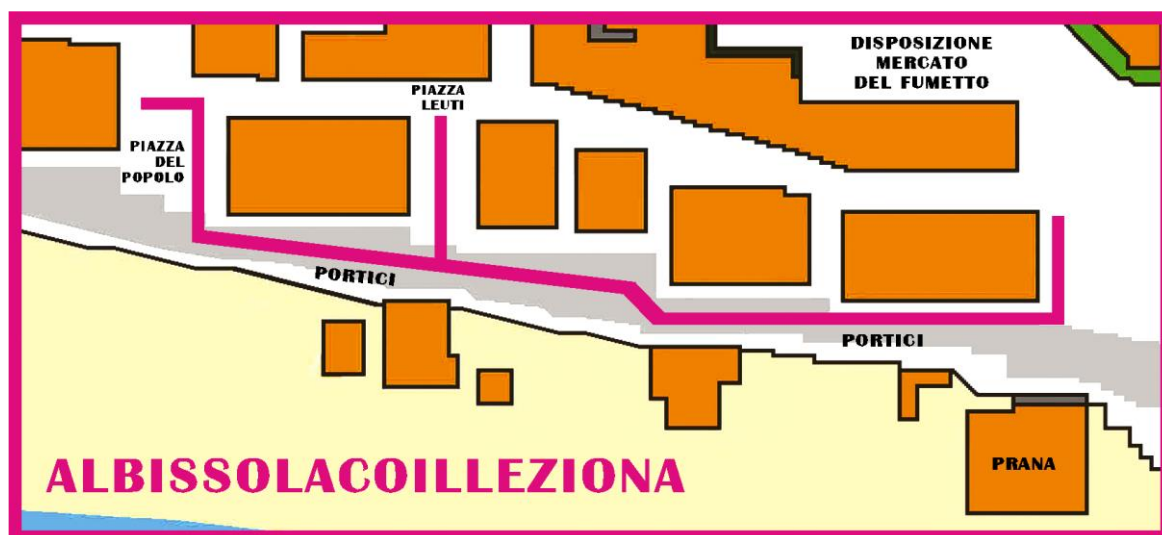 DISPOSIZIONE
MERCATO
DEL FUMETTO
PIAZZA
LEUTI
PIAZZA
DEL
POPOLO
PORTICI
PORTICI
PRANA
ALBISSOLACOILLEZIONA